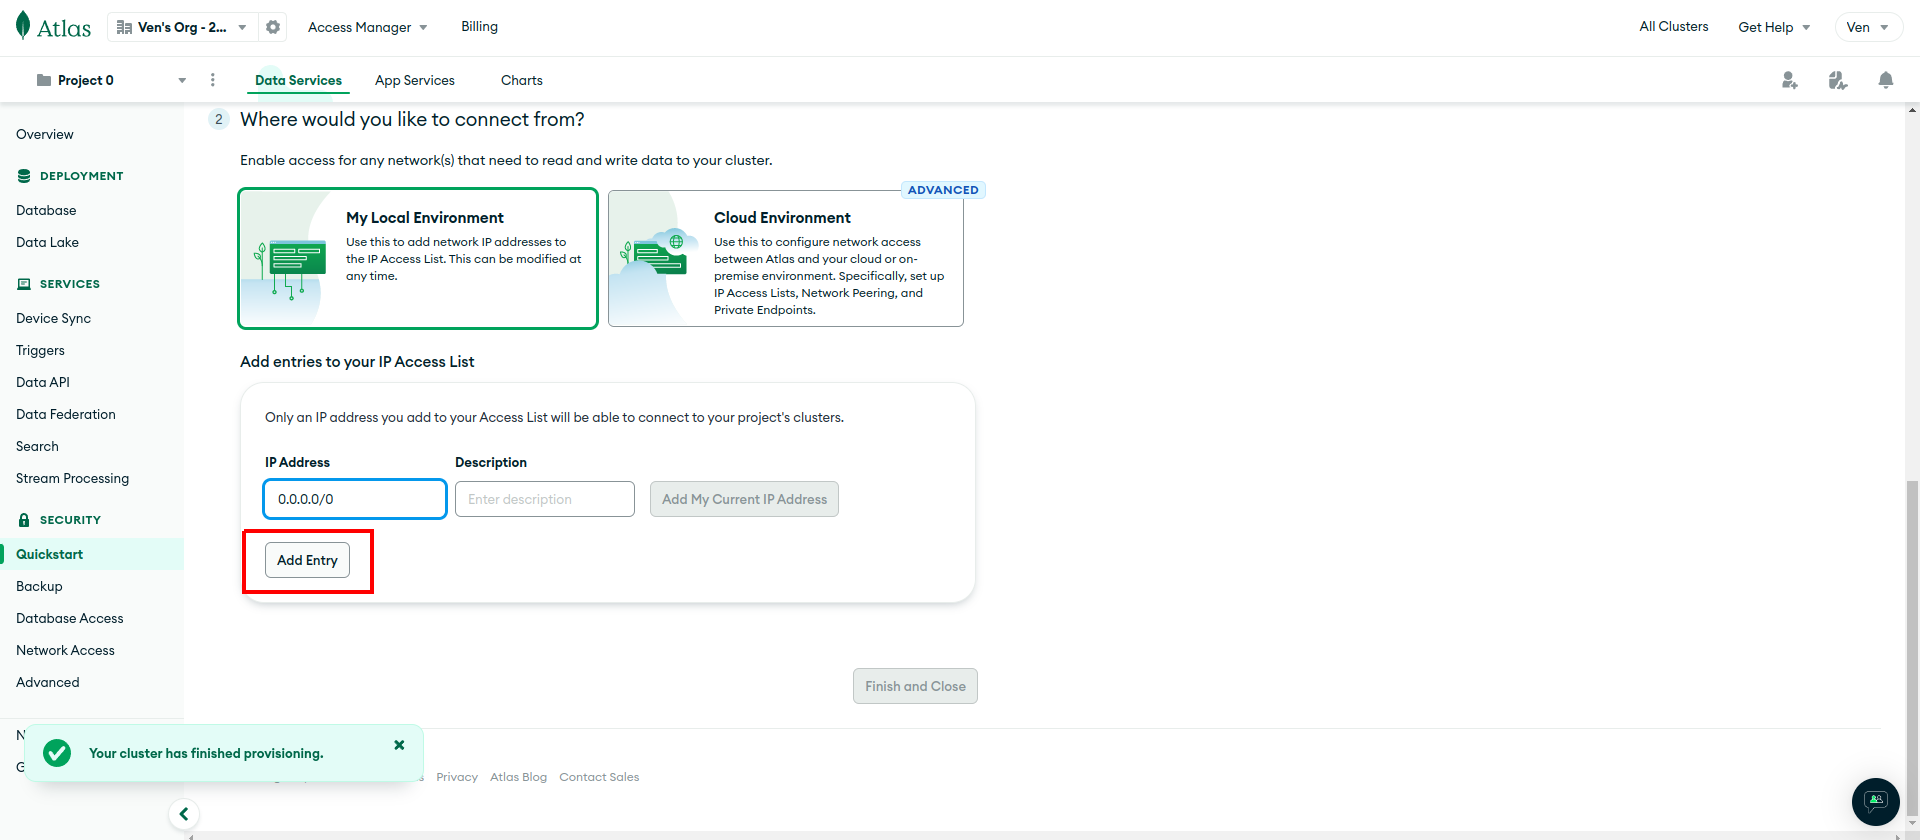 Atlas
Ven's Org - 2...
Access Manager
Billing
All Clusters
Get Help
Ven
Project 0
Data Services
App Services
Charts
Overview
DEPLOYMENT
Database
Data Lake
SERVICES
Device Sync
Triggers
Data API
Data Federation
Search
Stream Processing
SECURITY
Quickstart
Backup
Database Access
Network Access
Advanced
2 Where would you like to connect from?
Enable access for any network(s) that need to read and write data to your cluster.
My Local Environment
Use this to add network IP addresses to
the IP Access List. This can be modified at
any time.
ADVANCED
Cloud Environment
Use this to configure network access
between Atlas and your cloud or on-
premise environment. Specifically, set up
IP Access Lists, Network Peering, and
Private Endpoints.
Add entries to your IP Access List
Only an IP address you add to your Access List will be able to connect to your project's clusters.
IP Address
Description
0.0.0.0/0
Enter description
Add My Current IP Address
Add Entry
Finish and Close
Your cluster has finished provisioning.
Privacy
Atlas Blog
Contact Sales